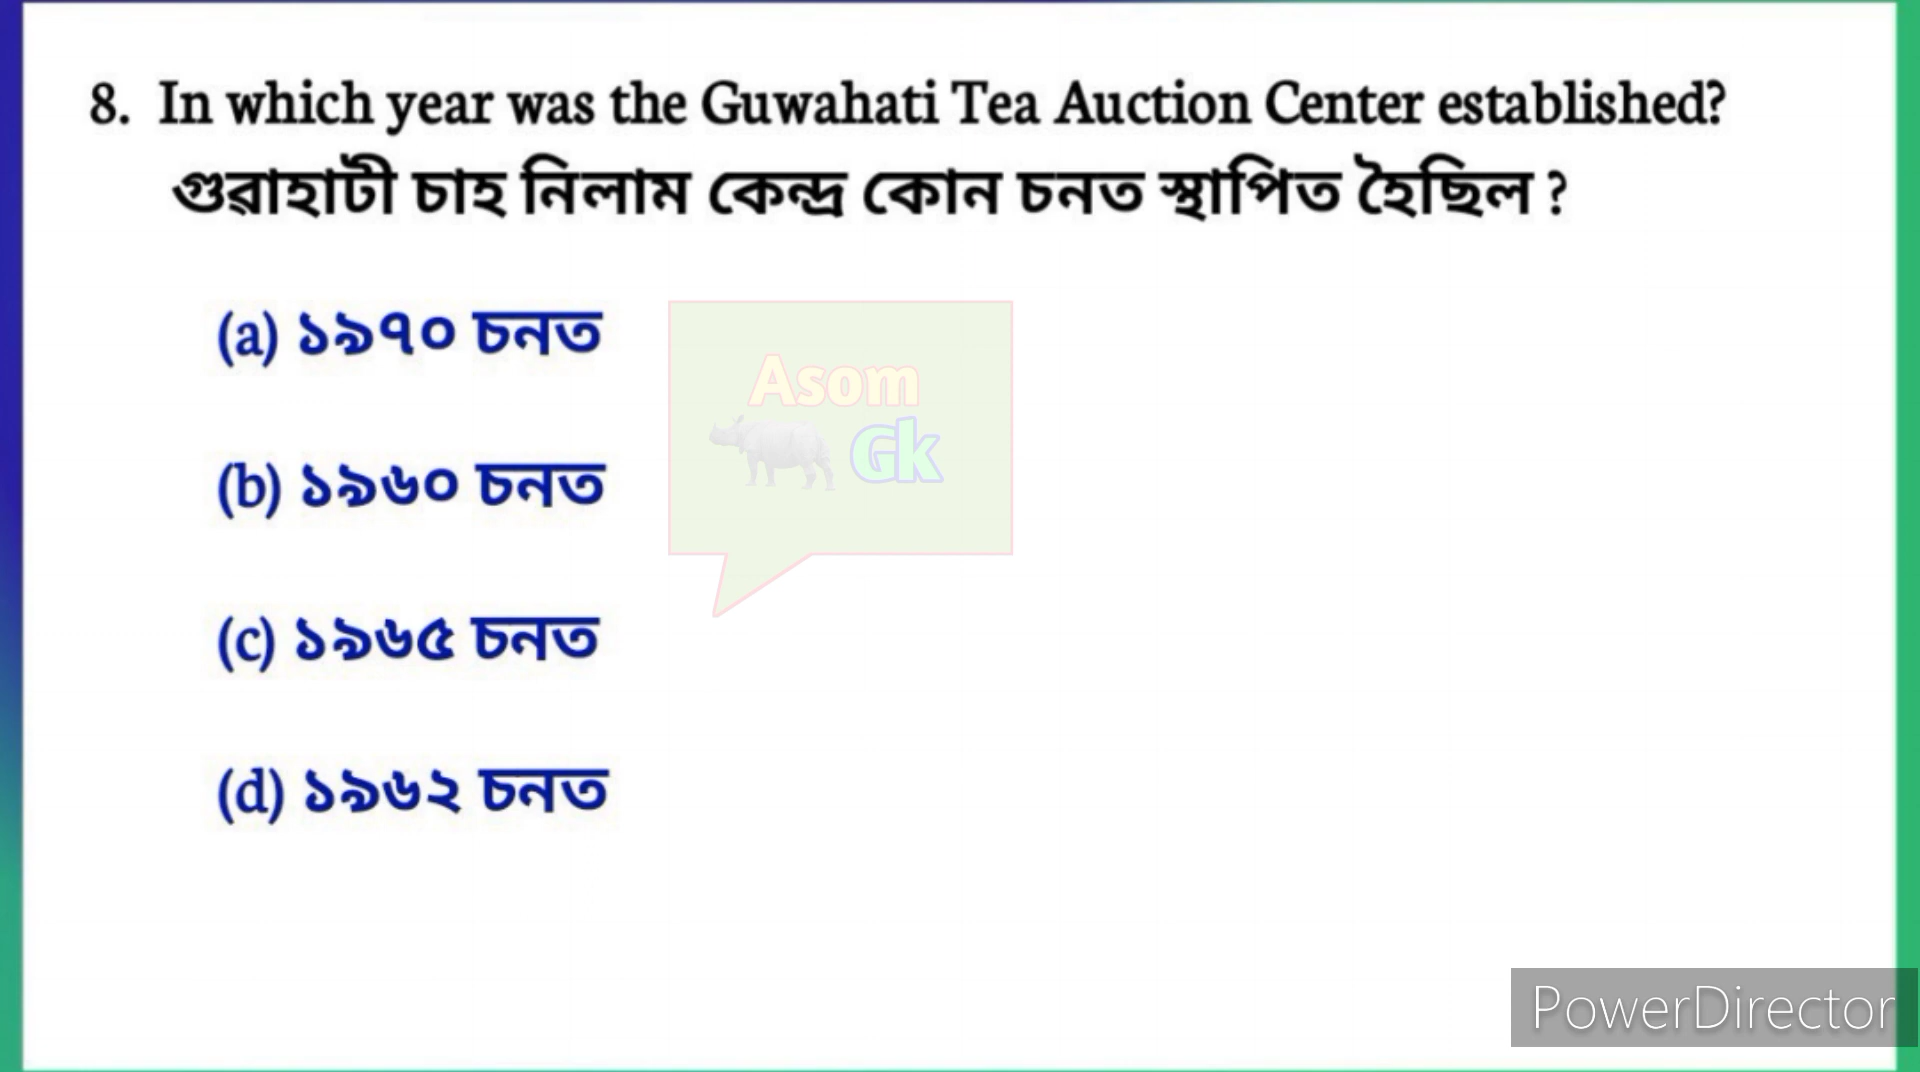 8. In which year was the Guwahati Tea Auction Center established?
গুৱাহাটী চাহ নিলাম কেন্দ্ৰ কোন চনত স্থাপিত হৈছিল ?
(a) ১৯৭০ চনত
Asom
Gk
(b) ১৯৬০ চনত
(c) ১৯৬৫ চনত
(d) ১৯৬২ চনত
PowerDirector